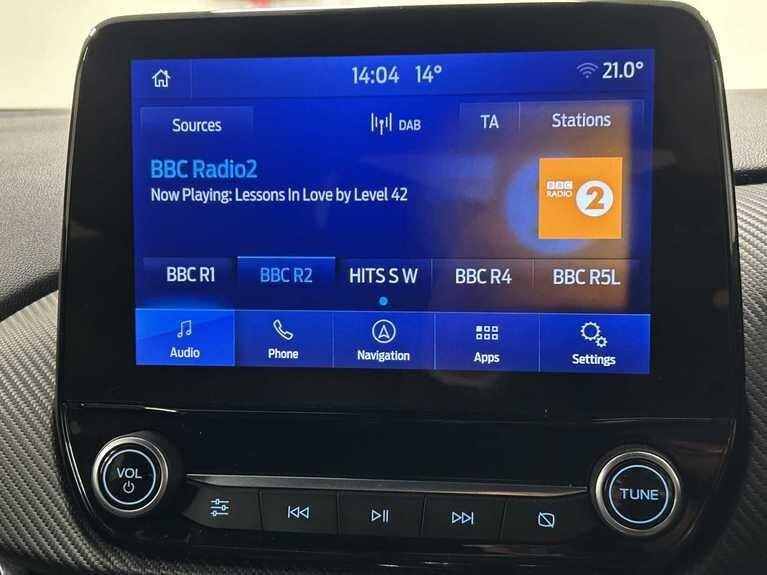 14:04 14° 21.0°
Sources DAB TA Stations
BBC Radio2
Now Playing: Lessons In Love by Level 42
BBC RADIO 2
BBC R1 BBC R2 HITS S W BBC R4 BBC R5L
Audio Phone Navigation Apps Settings
VOL TUNE